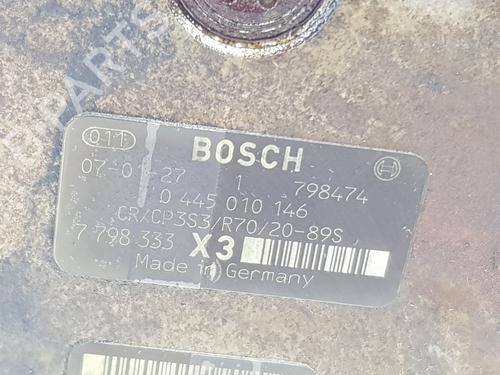 011 BOSCH
07-01-27 1 798474
0 445 010 146
CR/CP3S3/R70/20-89S
7 798 333 X3
Made in Germany